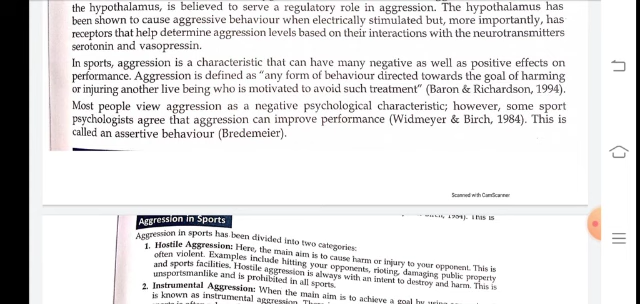 the hypothalamus, is believed to serve a regulatory role in aggression. The hypothalamus has
been shown to cause aggressive behaviour when electrically stimulated but, more importantly, has
receptors that help determine aggression levels based on their interactions with the neurotransmitters
serotonin and vasopressin.
In sports, aggression is a characteristic that can have many negative as well as positive effects on
performance. Aggression is defined as "any form of behaviour directed towards the goal of harming
or injuring another live being who is motivated to avoid such treatment" (Baron & Richardson, 1994).
Most people view aggression as a negative psychological characteristic; however, some sport
psychologists agree that aggression can improve performance (Widmeyer & Birch, 1984). This is
called an assertive behaviour (Bredemeier).
Scanned with CamScanner
1984). This is
Aggression in Sports
Aggression in sports has been divided into two categories:
1. Hostile Aggression: Here, the main aim is to cause harm or injury to your opponent. This is
often violent. Examples include hitting your opponents, rioting, damaging public property
and sports facilities. Hostile aggression is always with an intent to destroy and harm. This is
unsportsmanlike and is prohibited in all sports.
2. Instrumental Aggression: When the main aim is to achieve a goal by using
is known as instrumental aggression.